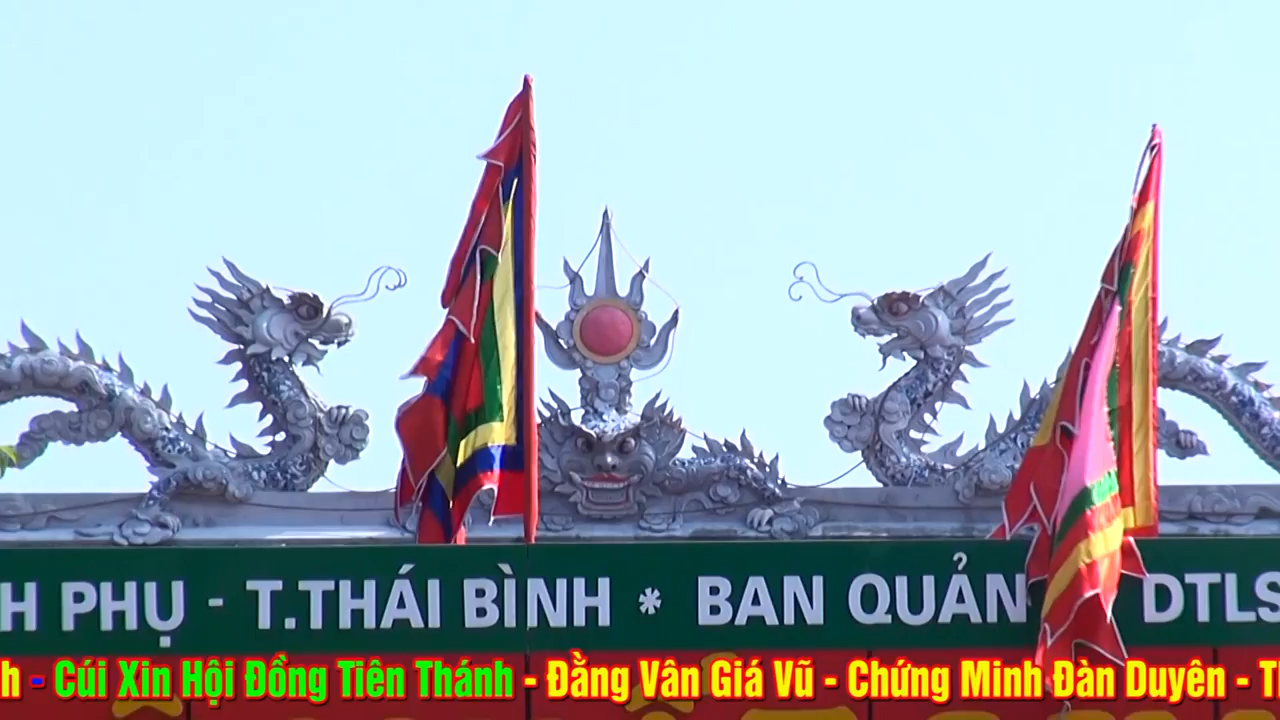 H PHỤ - T.THÁI BÌNH * BAN QUẢN DTLS
h - Cúi Xin Hội Đồng Tiên Thánh - Đằng Vân Giá Vũ - Chứng Minh Đàn Duyên - T